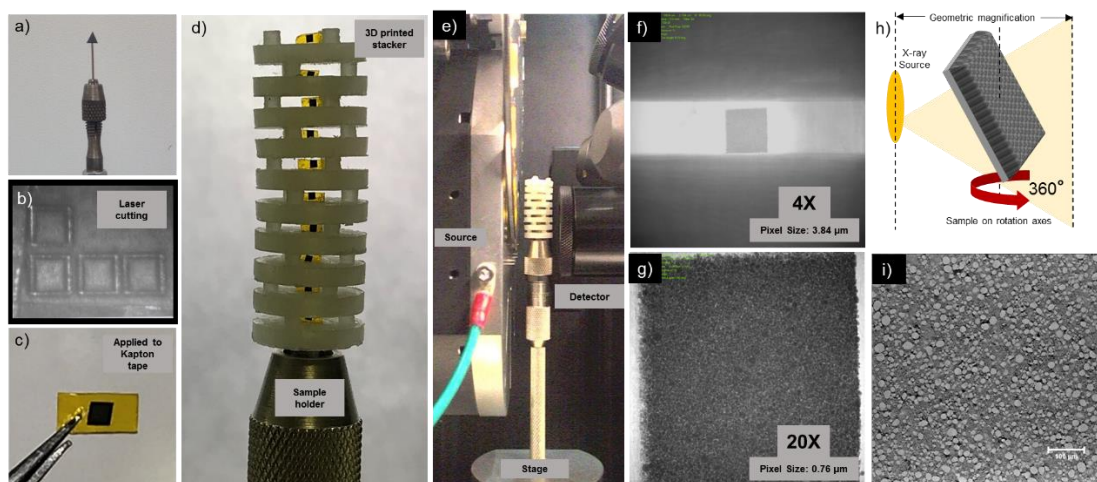 a)
b)
Laser
cutting
c)
Applied to
Kapton
tape
d)
3D printed
stacker
Sample
holder
e)
Source
Detector
Stage
f)
4X
Pixel Size: 3.84 µm
g)
20X
Pixel Size: 0.76 µm
h)
Geometric magnification
X-ray
Source
360°
Sample on rotation axes
i)